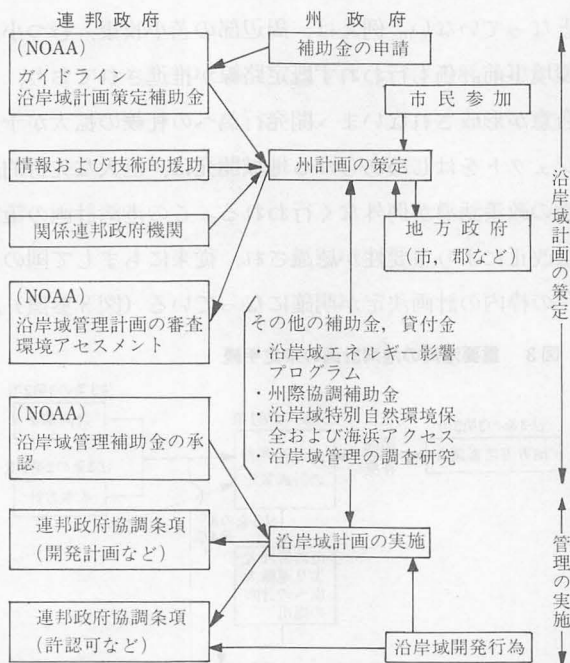 連邦政府
州政府
(NOAA)
ガイドライン
沿岸域計画策定補助金
補助金の申請
市民参加
情報および技術的援助
関係連邦政府機関
州計画の策定
地方政府
(市、郡など)
(NOAA)
沿岸域管理計画の審査
環境アセスメント
その他の補助金，貸付金
・沿岸域エネルギー影響
プログラム
・州際協調補助金
・沿岸域特別自然環境保
全および海浜アクセス
・沿岸域管理の調査研究
(NOAA)
沿岸域管理補助金の承
認
連邦政府協調条項
(開発計画など)
沿岸域計画の実施
連邦政府協調条項
(許認可など)
沿岸域開発行為
沿岸域計画の策定
管理の実施